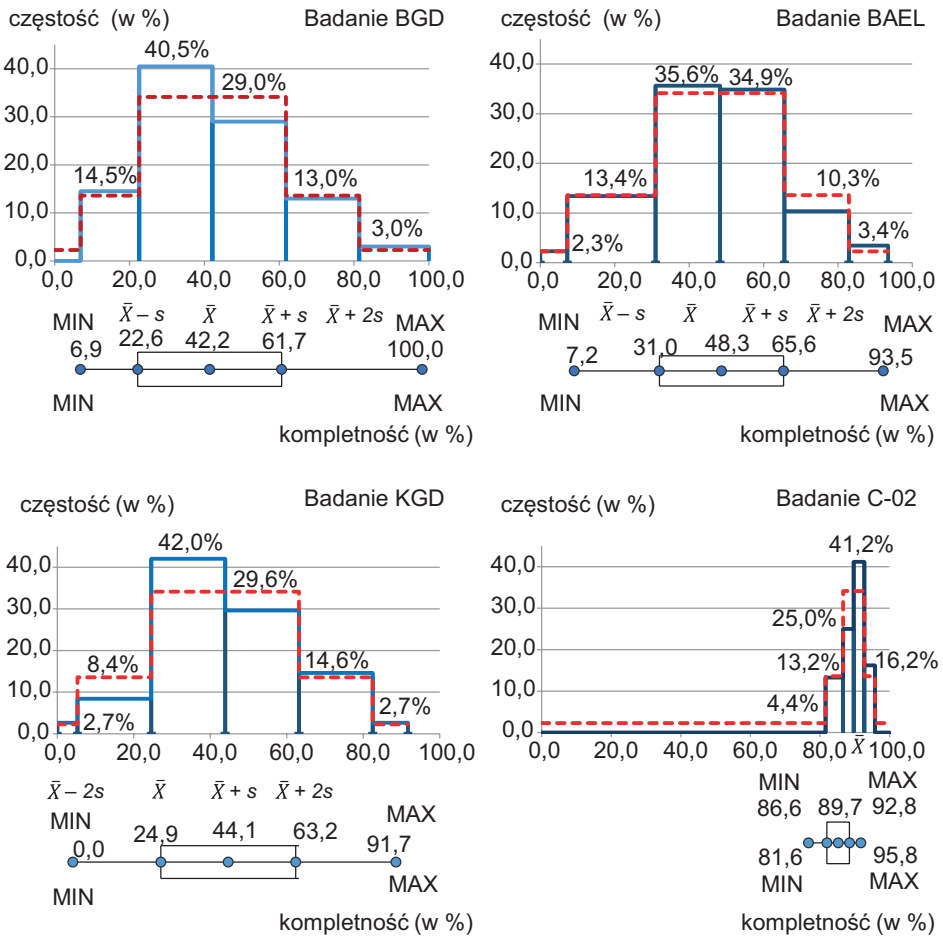 częstość (w %) Badanie BGD
40,5%
40,0
29,0%
30,0
20,0
14,5%
13,0%
10,0
3,0%
0,0
0,0 20,0 40,0 60,0 80,0 100,0
MIN X̄ – s X̄ X̄ + s X̄ + 2s MAX
6,9 22,6 42,2 61,7 100,0
MIN MAX
kompletność (w %)
częstość (w %) Badanie BAEL
40,0
35,6% 34,9%
30,0
20,0
13,4% 10,3%
10,0
2,3% 3,4%
0,0
0,0 20,0 40,0 60,0 80,0 100,0
MIN X̄ – s X̄ X̄ + s X̄ + 2s MAX
7,2 31,0 48,3 65,6 93,5
MIN MAX
kompletność (w %)
częstość (w %) Badanie KGD
42,0%
40,0
29,6%
30,0
20,0
8,4% 14,6%
10,0
2,7% 2,7%
0,0
0,0 20,0 40,0 60,0 80,0 100,0
X̄ – 2s X̄ X̄ + s X̄ + 2s
MIN MAX
0,0 24,9 44,1 63,2 91,7
MIN MAX
kompletność (w %)
częstość (w %) Badanie C-02
41,2%
40,0
30,0
25,0%
20,0
13,2% 16,2%
10,0
4,4%
0,0
0,0 20,0 40,0 60,0 80,0 X̄ 100,0
MIN MAX
86,6 89,7 92,8
81,6 95,8
MIN MAX
kompletność (w %)